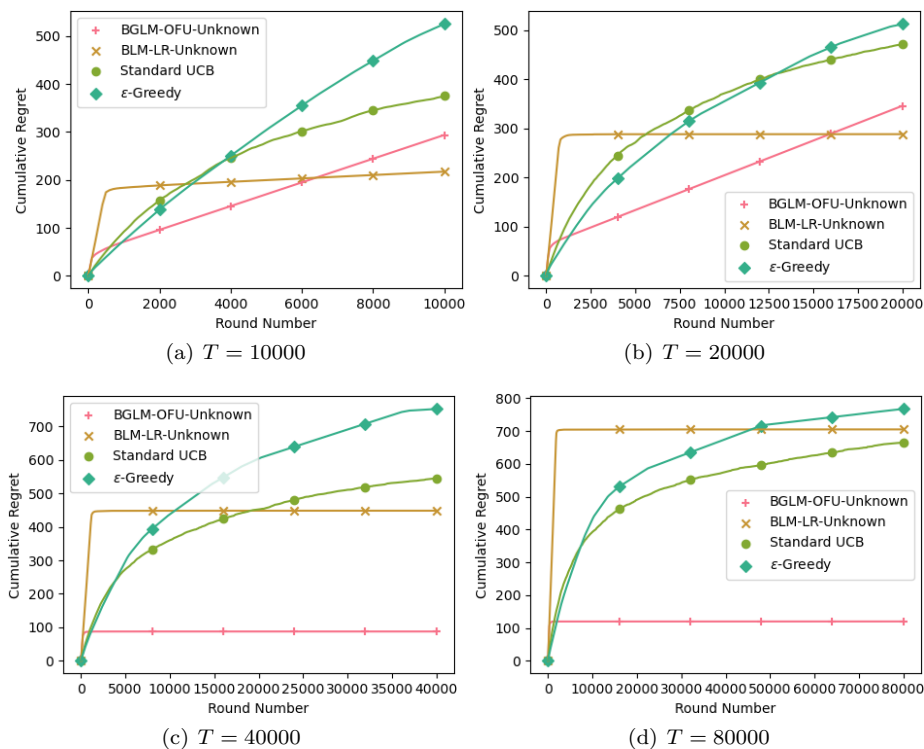 BGLM-OFU-Unknown
BLM-LR-Unknown
Standard UCB
ε-Greedy
Cumulative Regret
500
400
300
200
100
0
0 2000 4000 6000 8000 10000
Round Number
(a) T = 10000
500
400
300
200
100
0
Cumulative Regret
BGLM-OFU-Unknown
BLM-LR-Unknown
Standard UCB
ε-Greedy
0 2500 5000 7500 10000 12500 15000 17500 20000
Round Number
(b) T = 20000
BGLM-OFU-Unknown
BLM-LR-Unknown
Standard UCB
ε-Greedy
Cumulative Regret
700
600
500
400
300
200
100
0
0 5000 10000 15000 20000 25000 30000 35000 40000
Round Number
(c) T = 40000
800
700
600
500
400
300
200
100
0
Cumulative Regret
BGLM-OFU-Unknown
BLM-LR-Unknown
Standard UCB
ε-Greedy
0 10000 20000 30000 40000 50000 60000 70000 80000
Round Number
(d) T = 80000